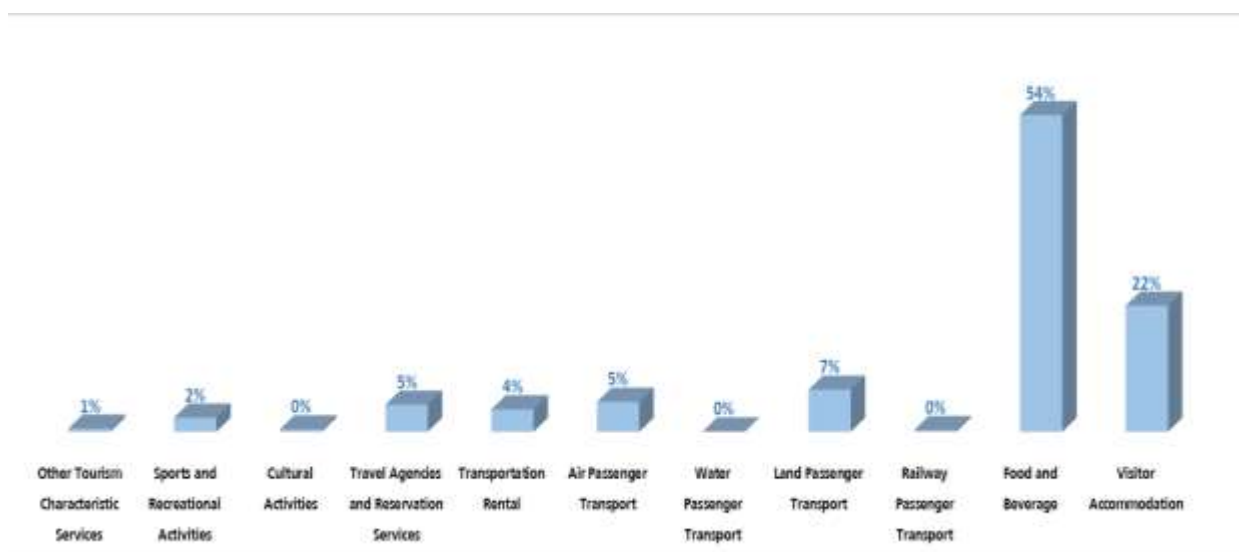 54%
22%
7%
5%
5%
4%
2%
1%
0%
0%
0%
Other Tourism
Characteristic
Services
Sports and
Recreational
Activities
Cultural
Activities
Travel Agencies
and Reservation
Services
Transportation
Rental
Air Passenger
Transport
Water
Passenger
Transport
Land Passenger
Transport
Railway
Passenger
Transport
Food and
Beverage
Visitor
Accommodation